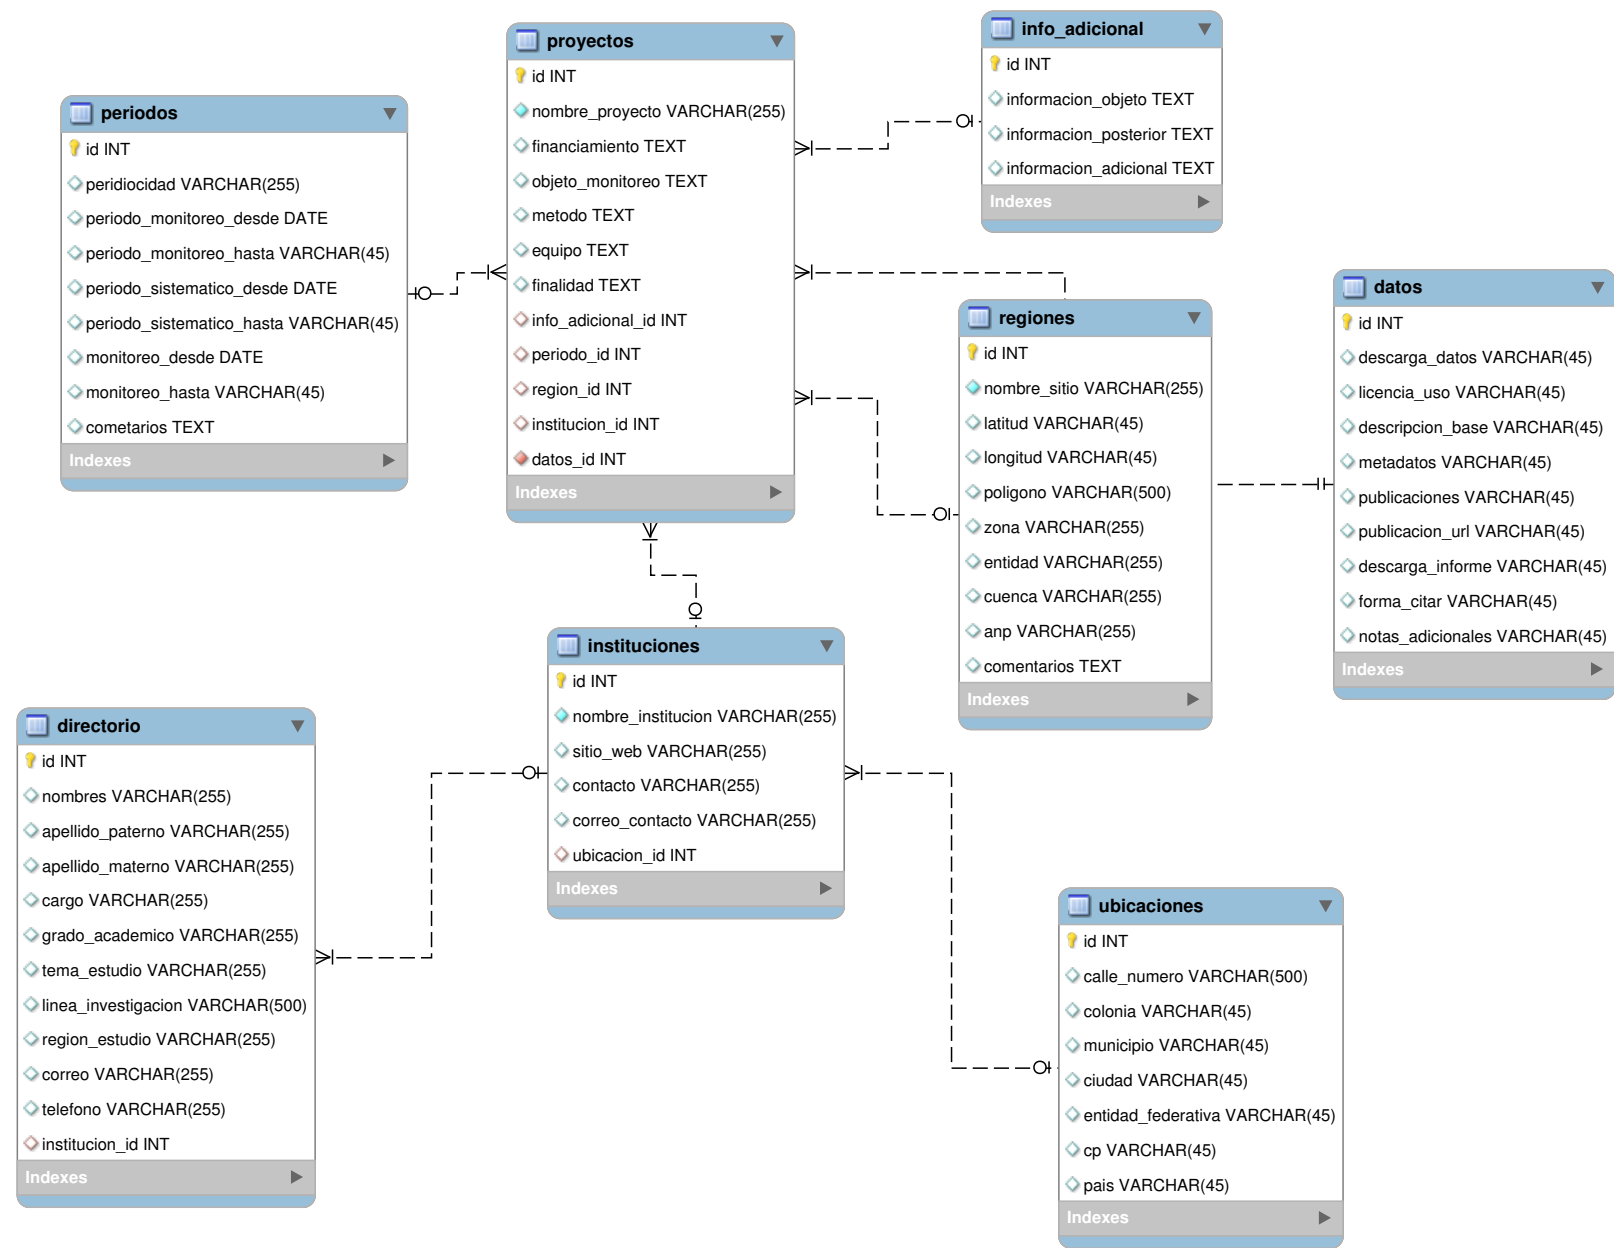 proyectos
id INT
nombre_proyecto VARCHAR(255)
financiamiento TEXT
objeto_monitoreo TEXT
metodo TEXT
equipo TEXT
finalidad TEXT
info_adicional_id INT
periodo_id INT
region_id INT
institucion_id INT
datos_id INT
Indexes
info_adicional
id INT
informacion_objeto TEXT
informacion_posterior TEXT
informacion_adicional TEXT
Indexes
periodos
id INT
peridiocidad VARCHAR(255)
periodo_monitoreo_desde DATE
periodo_monitoreo_hasta VARCHAR(45)
periodo_sistematico_desde DATE
periodo_sistematico_hasta VARCHAR(45)
monitoreo_desde DATE
monitoreo_hasta VARCHAR(45)
cometarios TEXT
Indexes
regiones
id INT
nombre_sitio VARCHAR(255)
latitud VARCHAR(45)
longitud VARCHAR(45)
poligono VARCHAR(500)
zona VARCHAR(255)
entidad VARCHAR(255)
cuenca VARCHAR(255)
anp VARCHAR(255)
comentarios TEXT
Indexes
datos
id INT
descarga_datos VARCHAR(45)
licencia_uso VARCHAR(45)
descripcion_base VARCHAR(45)
metadatos VARCHAR(45)
publicaciones VARCHAR(45)
publicacion_url VARCHAR(45)
descarga_informe VARCHAR(45)
forma_citar VARCHAR(45)
notas_adicionales VARCHAR(45)
Indexes
instituciones
id INT
nombre_institucion VARCHAR(255)
sitio_web VARCHAR(255)
contacto VARCHAR(255)
correo_contacto VARCHAR(255)
ubicacion_id INT
Indexes
directorio
id INT
nombres VARCHAR(255)
apellido_paterno VARCHAR(255)
apellido_materno VARCHAR(255)
cargo VARCHAR(255)
grado_academico VARCHAR(255)
tema_estudio VARCHAR(255)
linea_investigacion VARCHAR(500)
region_estudio VARCHAR(255)
correo VARCHAR(255)
telefono VARCHAR(255)
institucion_id INT
Indexes
ubicaciones
id INT
calle_numero VARCHAR(500)
colonia VARCHAR(45)
municipio VARCHAR(45)
ciudad VARCHAR(45)
entidad_federativa VARCHAR(45)
cp VARCHAR(45)
pais VARCHAR(45)
Indexes